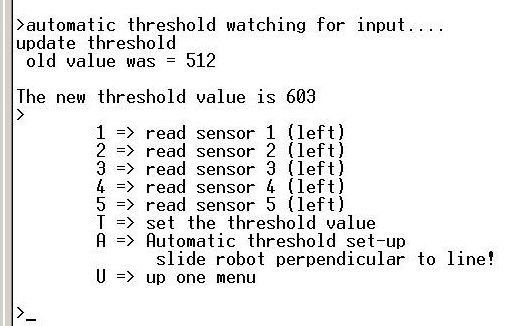 >automatic threshold watching for input....
update threshold
 old value was = 512

The new threshold value is 603
>
        1 => read sensor 1 (left)
        2 => read sensor 2 (left)
        3 => read sensor 3 (left)
        4 => read sensor 4 (left)
        5 => read sensor 5 (left)
        T => set the threshold value
        A => Automatic threshold set-up
              slide robot perpendicular to line!
        U => up one menu

>_